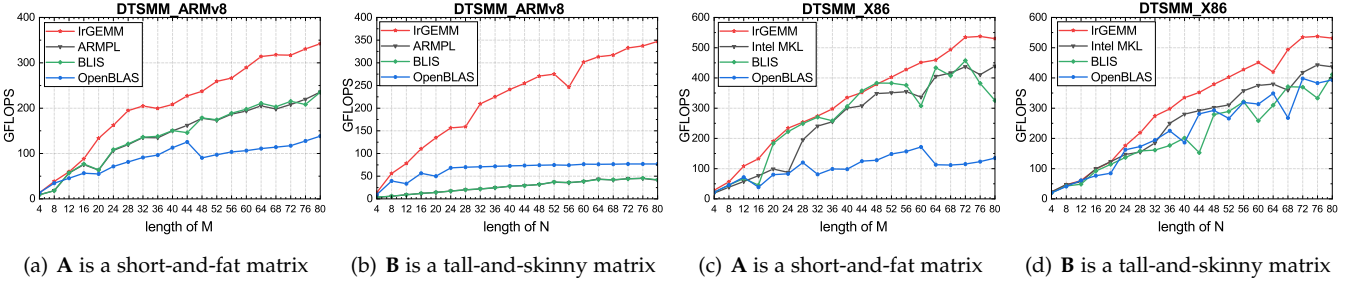 DTSMM_ARMv8
GFLOPS
400
300
200
100
0
IrGEMM
ARMPL
BLIS
OpenBLAS
4 8 12 16 20 24 28 32 36 40 44 48 52 56 60 64 68 72 76 80
length of M
(a) A is a short-and-fat matrix
DTSMM_ARMv8
GFLOPS
400
350
300
250
200
150
100
50
0
IrGEMM
ARMPL
BLIS
OpenBLAS
4 8 12 16 20 24 28 32 36 40 44 48 52 56 60 64 68 72 76 80
length of N
(b) B is a tall-and-skinny matrix
DTSMM_X86
GFLOPS
600
500
400
300
200
100
0
IrGEMM
Intel MKL
BLIS
OpenBLAS
4 8 12 16 20 24 28 32 36 40 44 48 52 56 60 64 68 72 76 80
length of M
(c) A is a short-and-fat matrix
DTSMM_X86
GFLOPS
600
500
400
300
200
100
0
IrGEMM
Intel MKL
BLIS
OpenBLAS
4 8 12 16 20 24 28 32 36 40 44 48 52 56 60 64 68 72 76 80
length of N
(d) B is a tall-and-skinny matrix